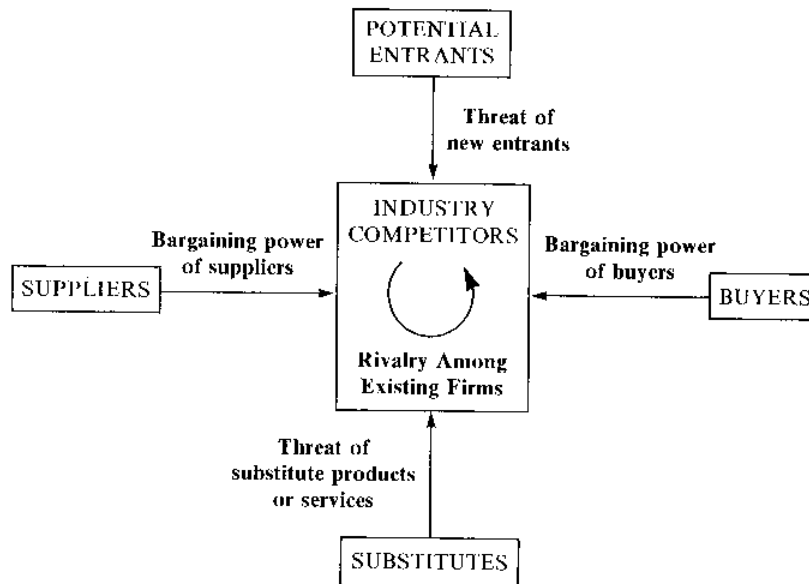 POTENTIAL
ENTRANTS
Threat of
new entrants
INDUSTRY
COMPETITORS
Bargaining power
of suppliers
Bargaining power
of buyers
SUPPLIERS
BUYERS
Rivalry Among
Existing Firms
Threat of
substitute products
or services
SUBSTITUTES